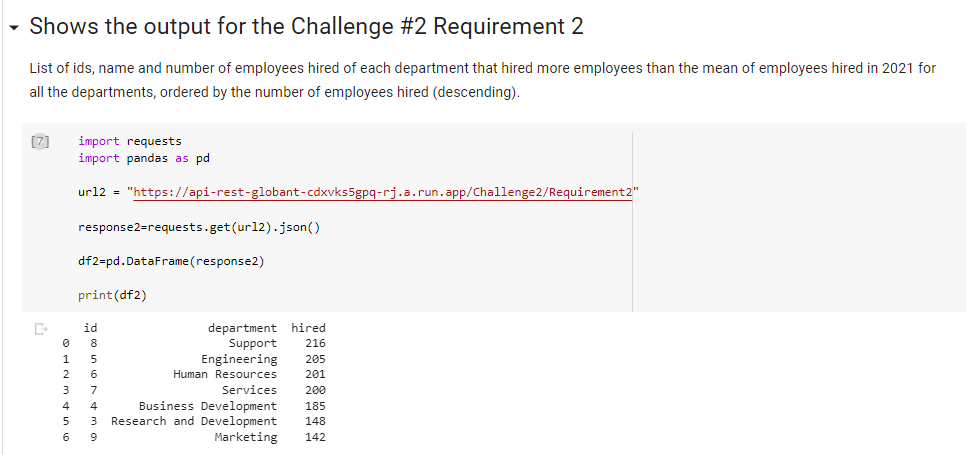 Shows the output for the Challenge #2 Requirement 2
List of ids, name and number of employees hired of each department that hired more employees than the mean of employees hired in 2021 for
all the departments, ordered by the number of employees hired (descending).
[7] import requests
import pandas as pd
url2 = "https://api-rest-globant-cdxvks5gpq-rj.a.run.app/Challenge2/Requirement2"
response2=requests.get(url2).json()
df2=pd.DataFrame(response2)
print(df2)
id department hired
0 8 Support 216
1 5 Engineering 205
2 6 Human Resources 201
3 7 Services 200
4 4 Business Development 185
5 3 Research and Development 148
6 9 Marketing 142